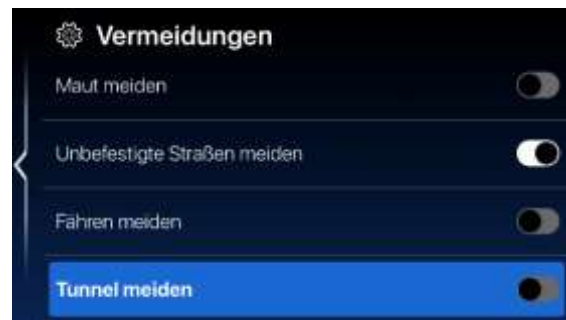 Vermeidungen
Maut meiden
Unbefestigte Straßen meiden
Fähren meiden
Tunnel meiden